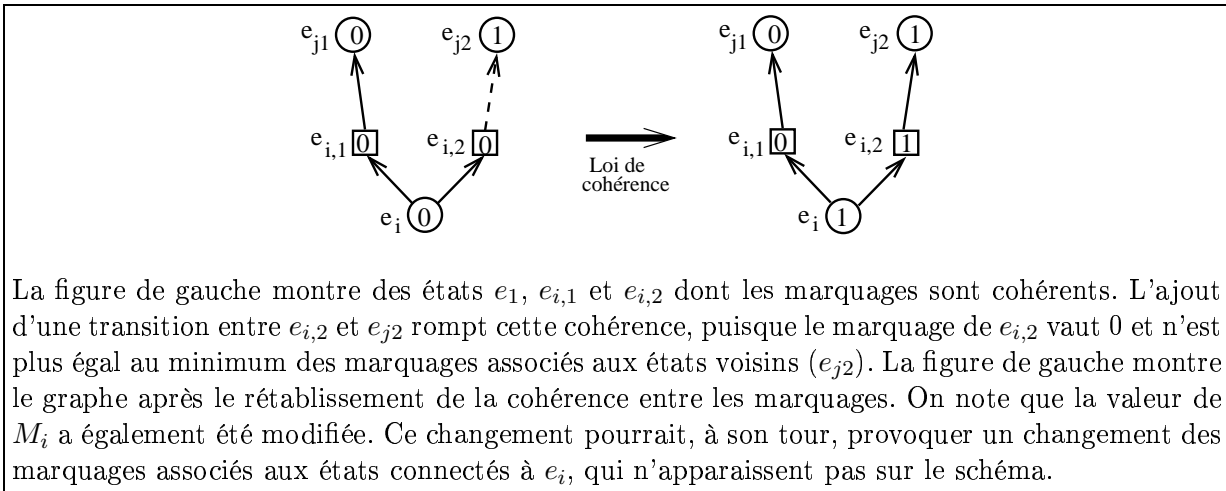 e_{j1} 0 e_{j2} 1 e_{j1} 0 e_{j2} 1
e_{i,1} 0 e_{i,2} 0 e_{i,1} 0 e_{i,2} 1
Loi de
cohérence
e_i 0 e_i 1
La figure de gauche montre des états e_1, e_{i,1} et e_{i,2} dont les marquages sont cohérents. L'ajout
d'une transition entre e_{i,2} et e_{j2} rompt cette cohérence, puisque le marquage de e_{i,2} vaut 0 et n'est
plus égal au minimum des marquages associés aux états voisins (e_{j2}). La figure de gauche montre
le graphe après le rétablissement de la cohérence entre les marquages. On note que la valeur de
M_i a également été modifiée. Ce changement pourrait, à son tour, provoquer un changement des
marquages associés aux états connectés à e_i, qui n'apparaissent pas sur le schéma.